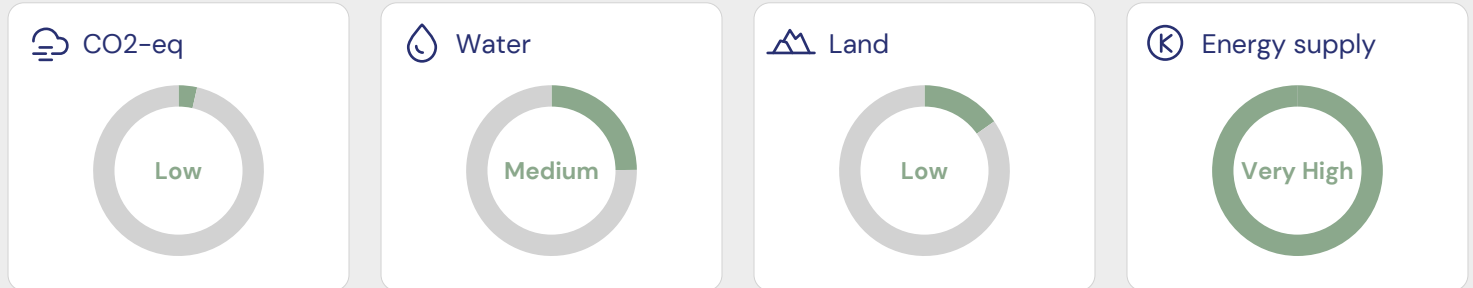 CO2-eq
Low
Water
Medium
Land
Low
K
Energy supply
Very High